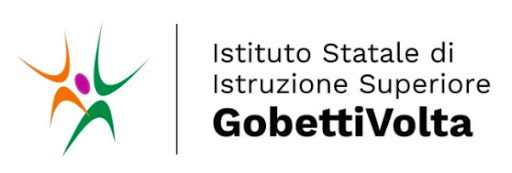 Istituto Statale di
Istruzione Superiore
GobettiVolta